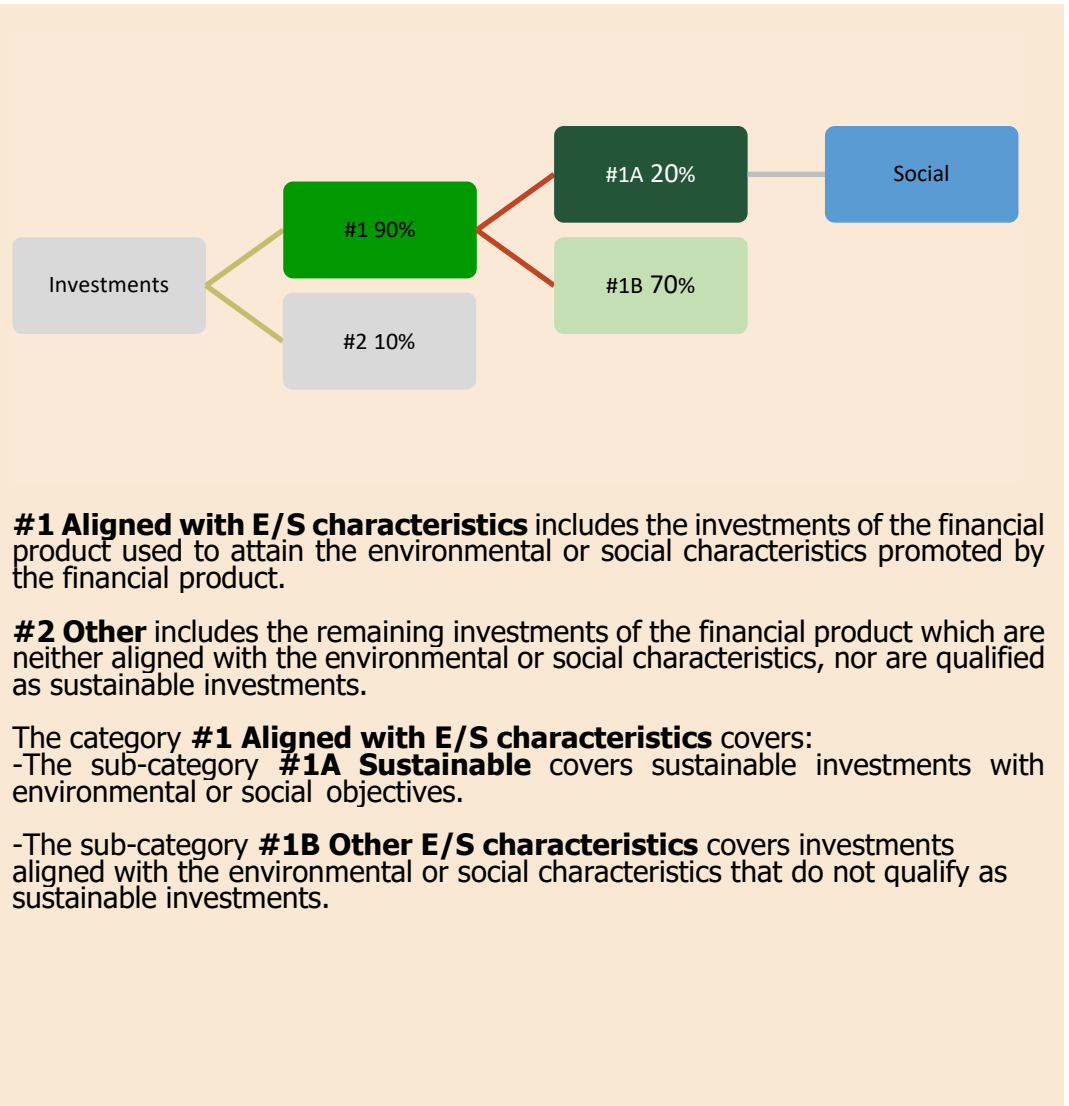 #1A 20%
Social
#1 90%
Investments
#1B 70%
#2 10%
#1 Aligned with E/S characteristics includes the investments of the financial
product used to attain the environmental or social characteristics promoted by
the financial product.
#2 Other includes the remaining investments of the financial product which are
neither aligned with the environmental or social characteristics, nor are qualified
as sustainable investments.
The category #1 Aligned with E/S characteristics covers:
-The sub-category #1A Sustainable covers sustainable investments with
environmental or social objectives.
-The sub-category #1B Other E/S characteristics covers investments
aligned with the environmental or social characteristics that do not qualify as
sustainable investments.